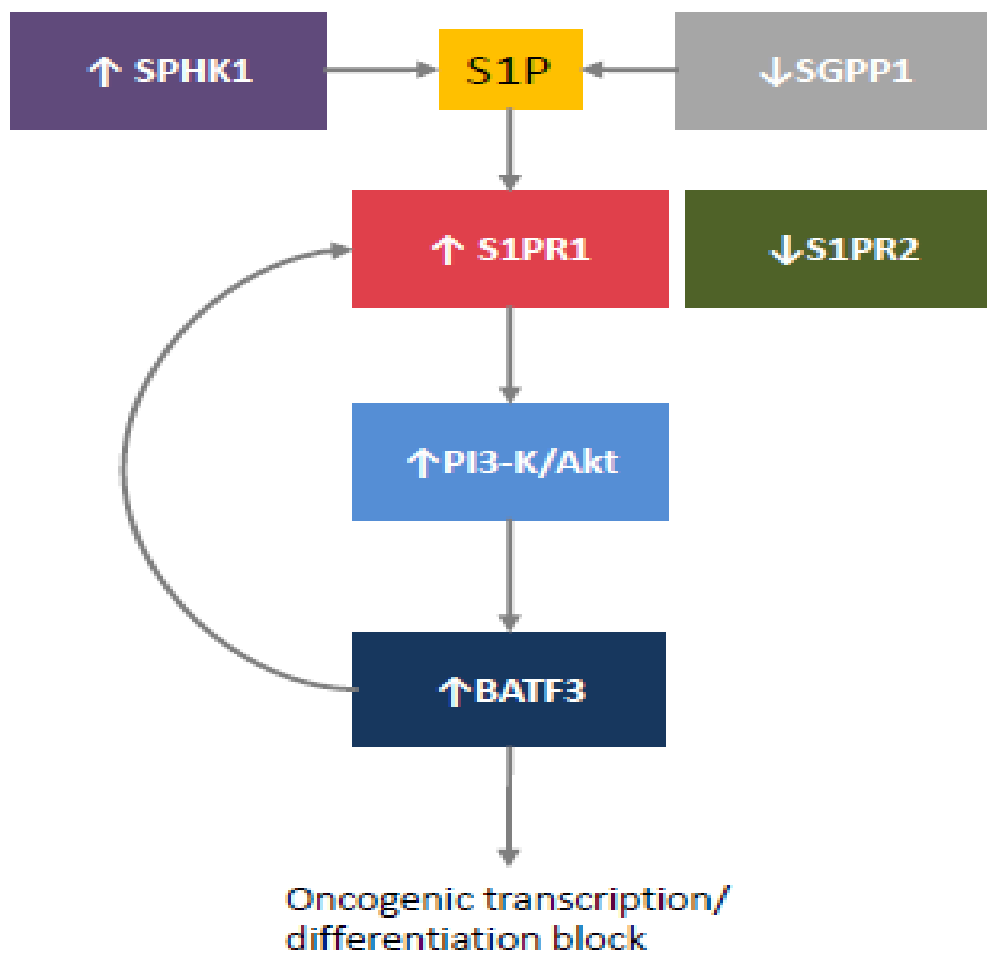 ↑ SPHK1
S1P
↓SGPP1
↑ S1PR1
↓S1PR2
↑PI3-K/Akt
↑BATF3
Oncogenic transcription/
differentiation block